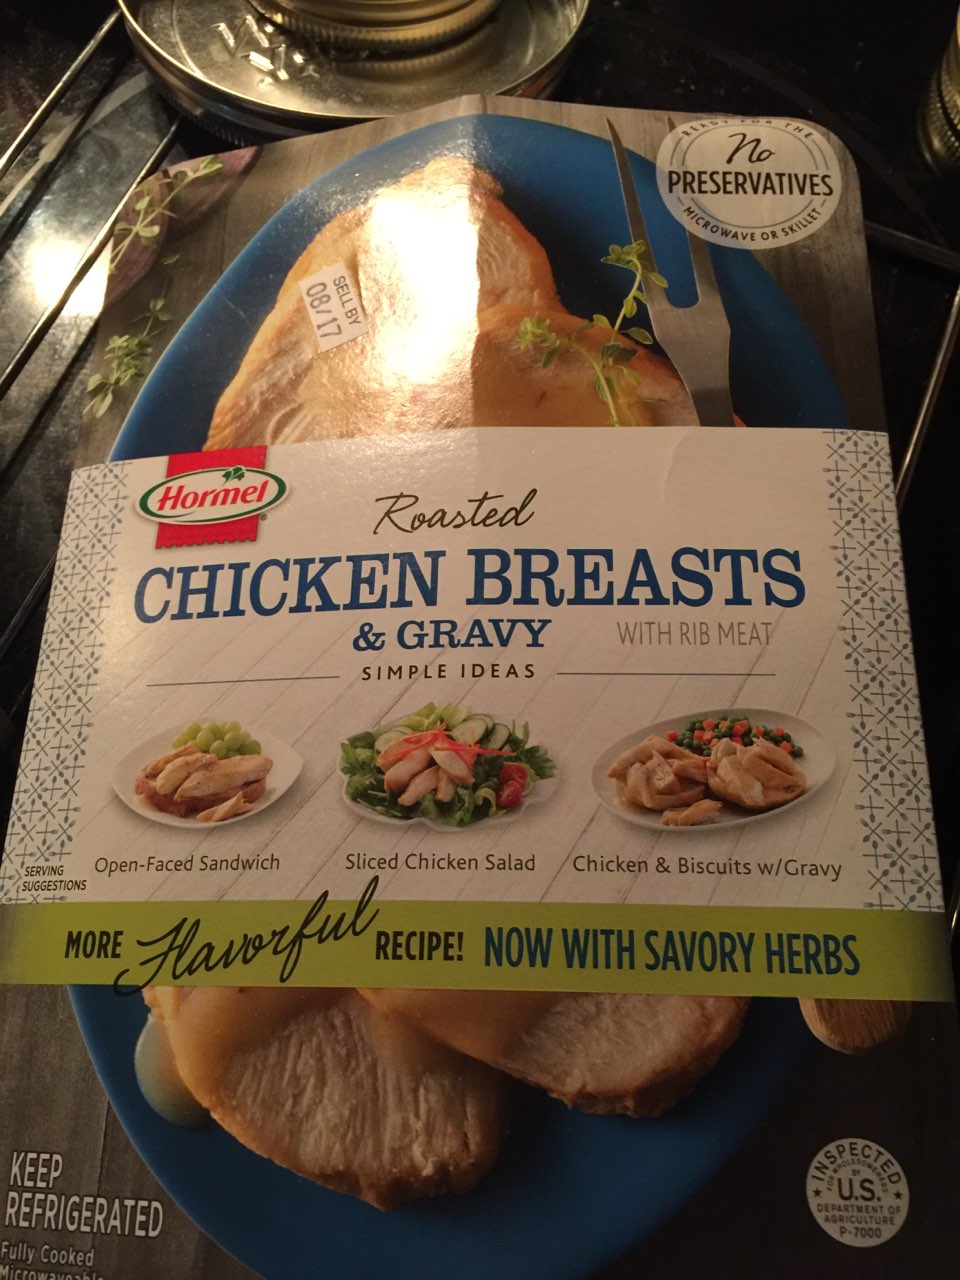 READY FOR THE
No
PRESERVATIVES
MICROWAVE OR SKILLET
SELL BY
08/17
Hormel
®
Roasted
CHICKEN BREASTS
& GRAVY
WITH RIB MEAT
SIMPLE IDEAS
SERVING
SUGGESTIONS
Open-Faced Sandwich
Sliced Chicken Salad
Chicken & Biscuits w/Gravy
MORE Flavorful RECIPE! NOW WITH SAVORY HERBS
KEEP
REFRIGERATED
Fully Cooked
Microwaveable
INSPECTED
FOR WHOLESOMENESS
BY
U.S.
DEPARTMENT OF
AGRICULTURE
P-7000